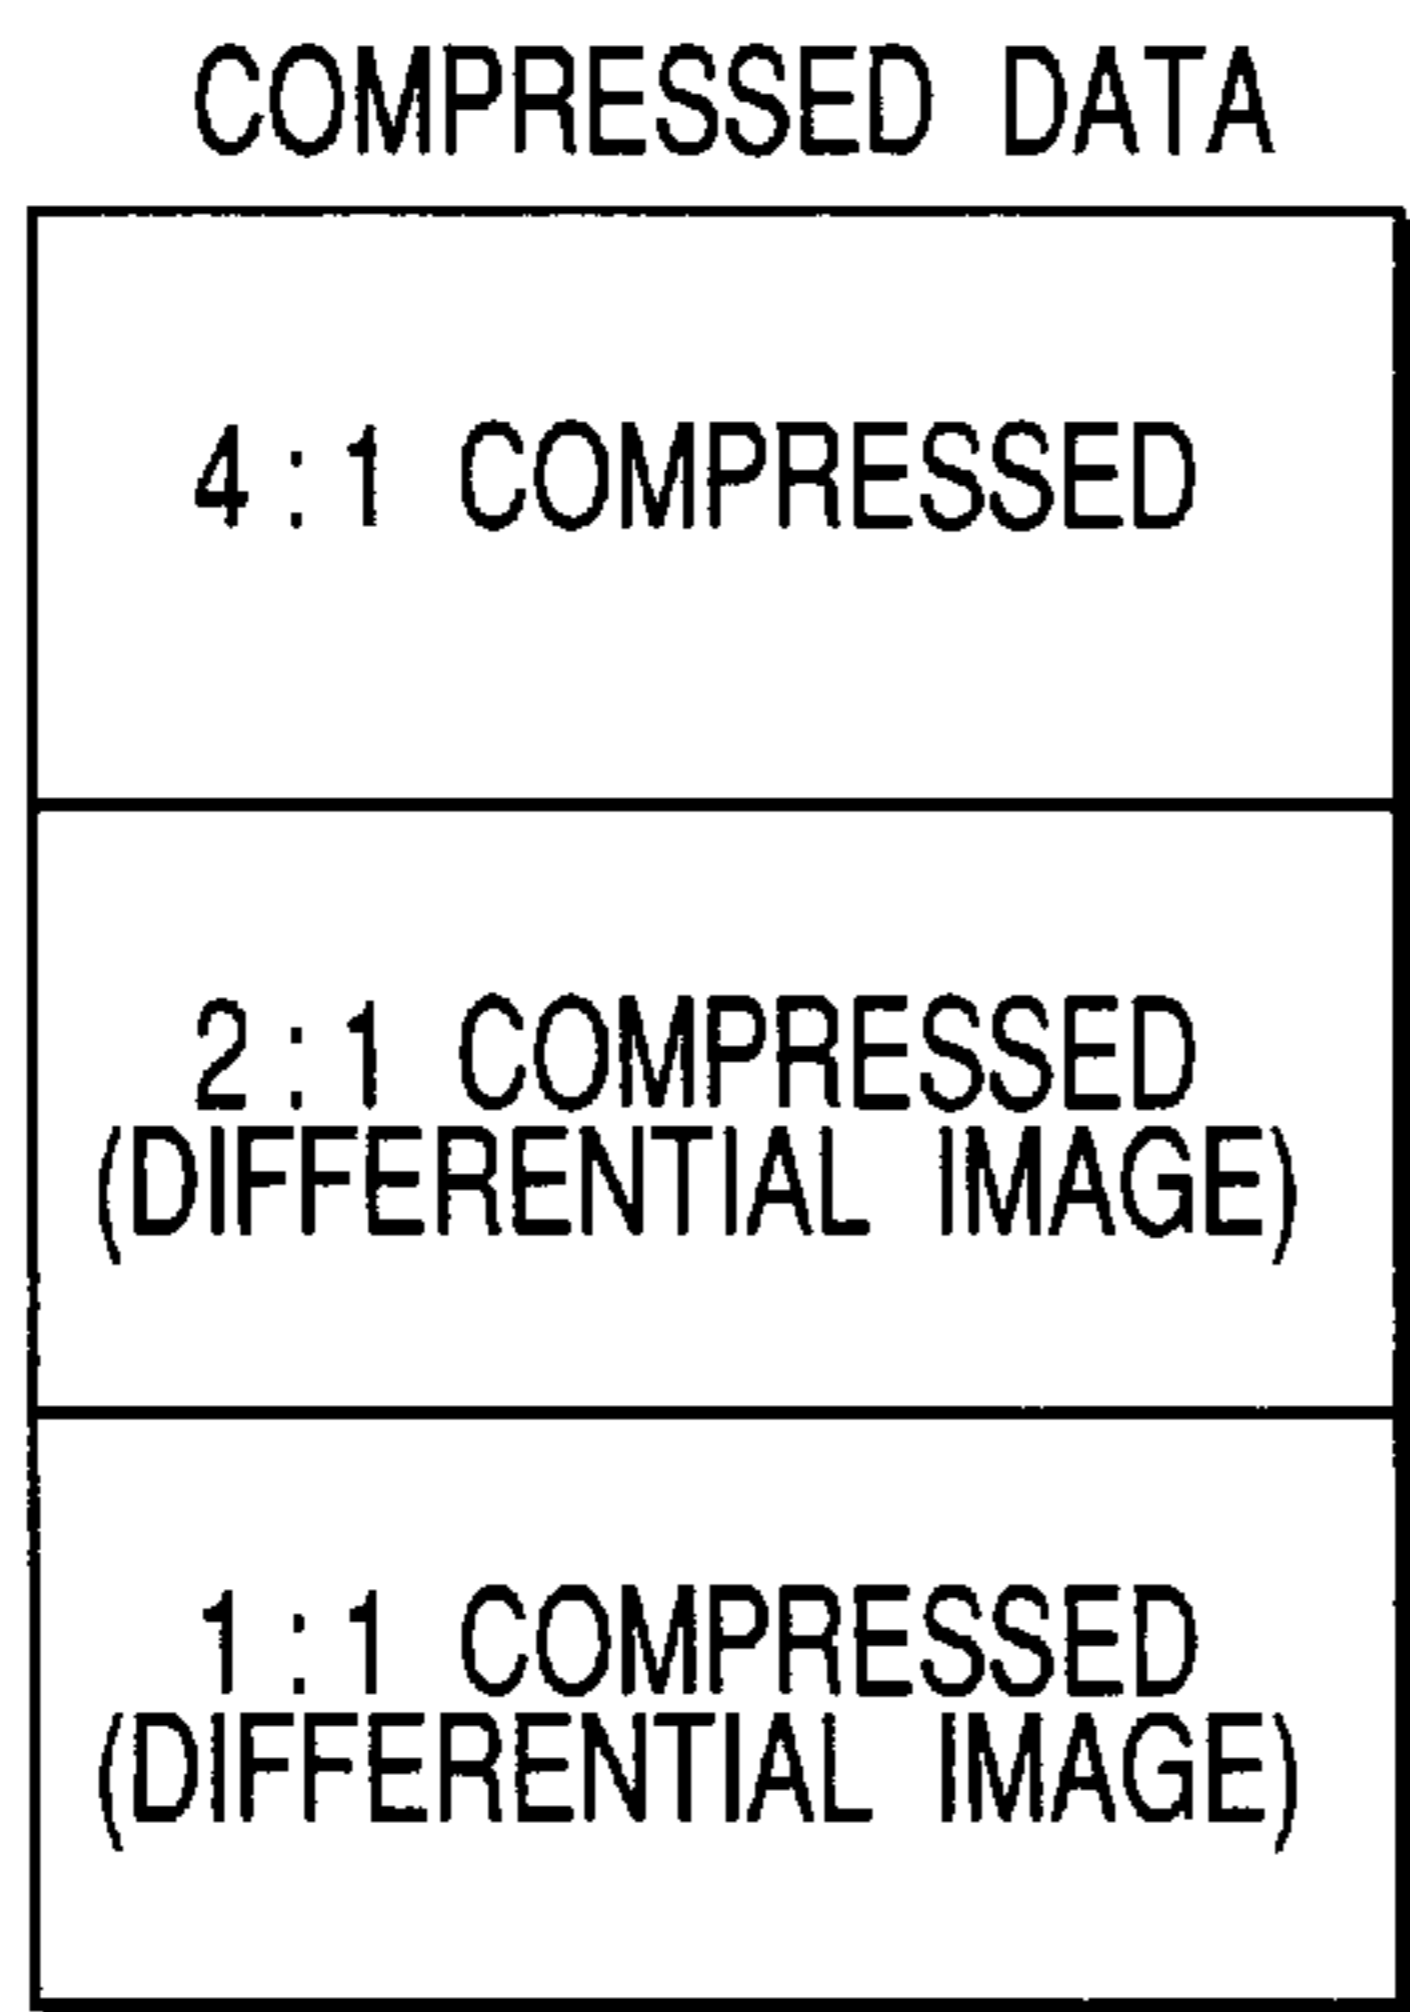 COMPRESSED DATA
4:1 COMPRESSED
2:1 COMPRESSED
(DIFFERENTIAL IMAGE)
1:1 COMPRESSED
(DIFFERENTIAL IMAGE)